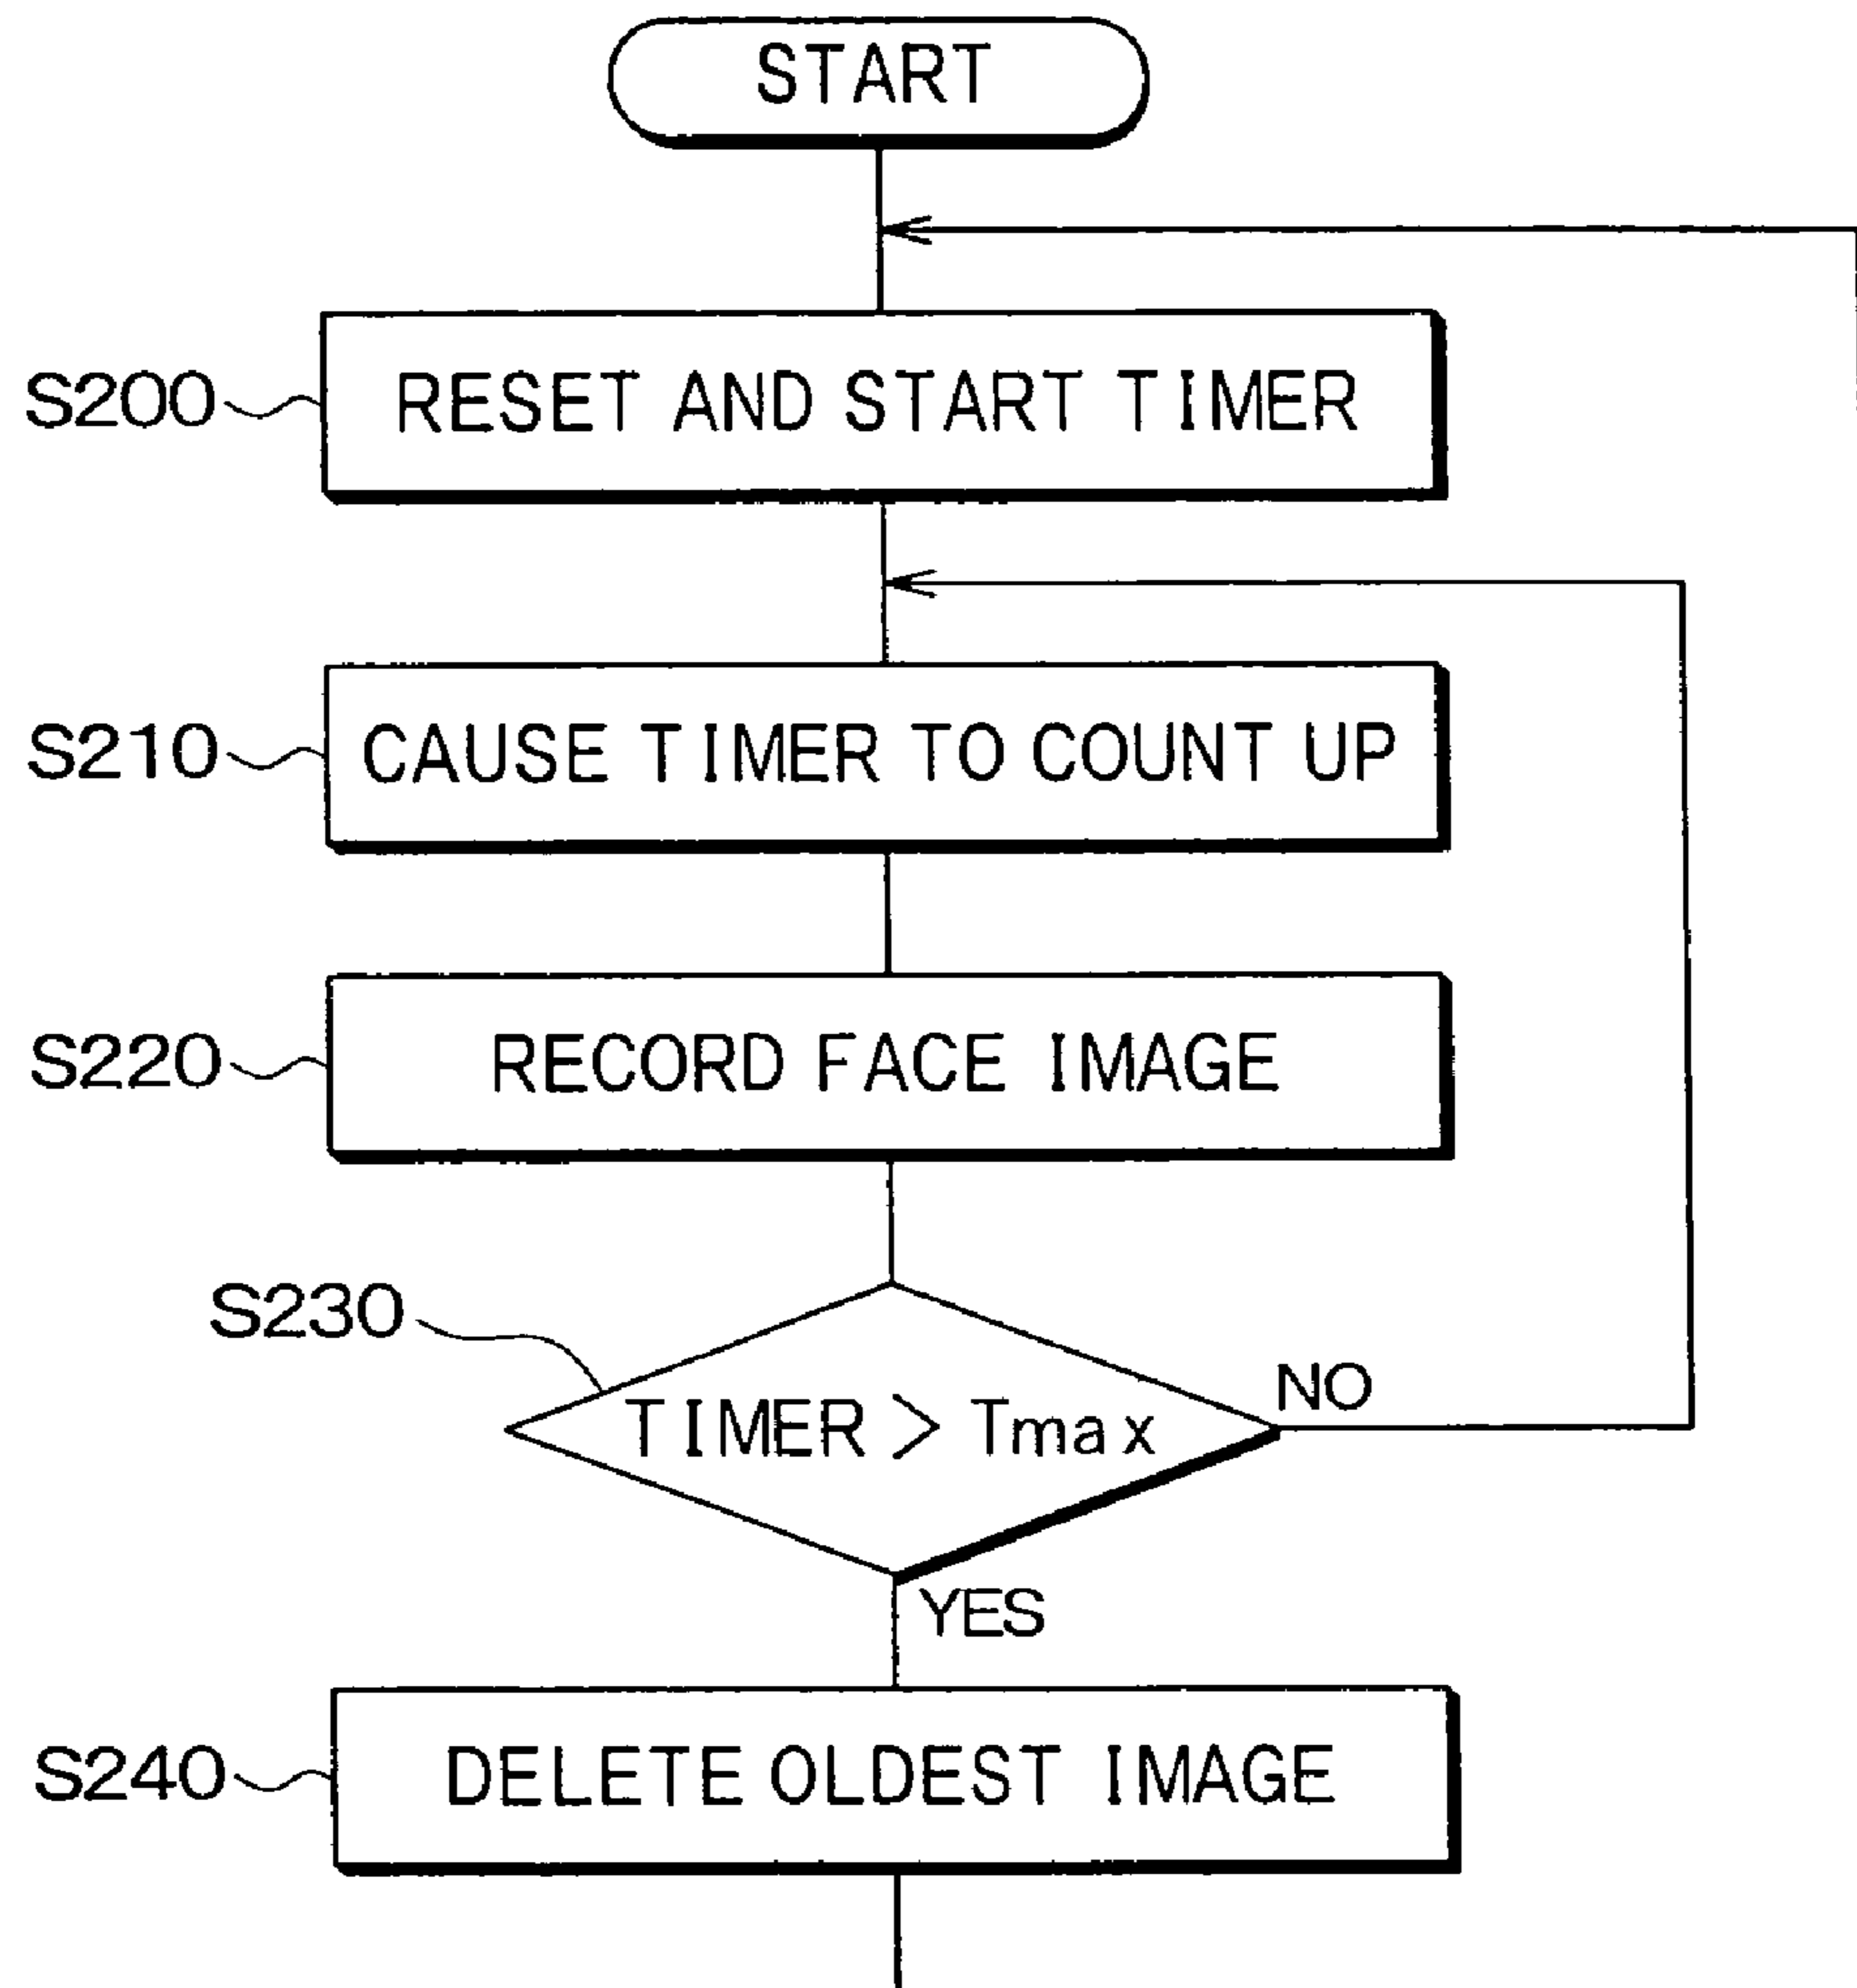 START
S200
RESET AND START TIMER
S210
CAUSE TIMER TO COUNT UP
S220
RECORD FACE IMAGE
S230
TIMER > Tmax
NO
YES
S240
DELETE OLDEST IMAGE